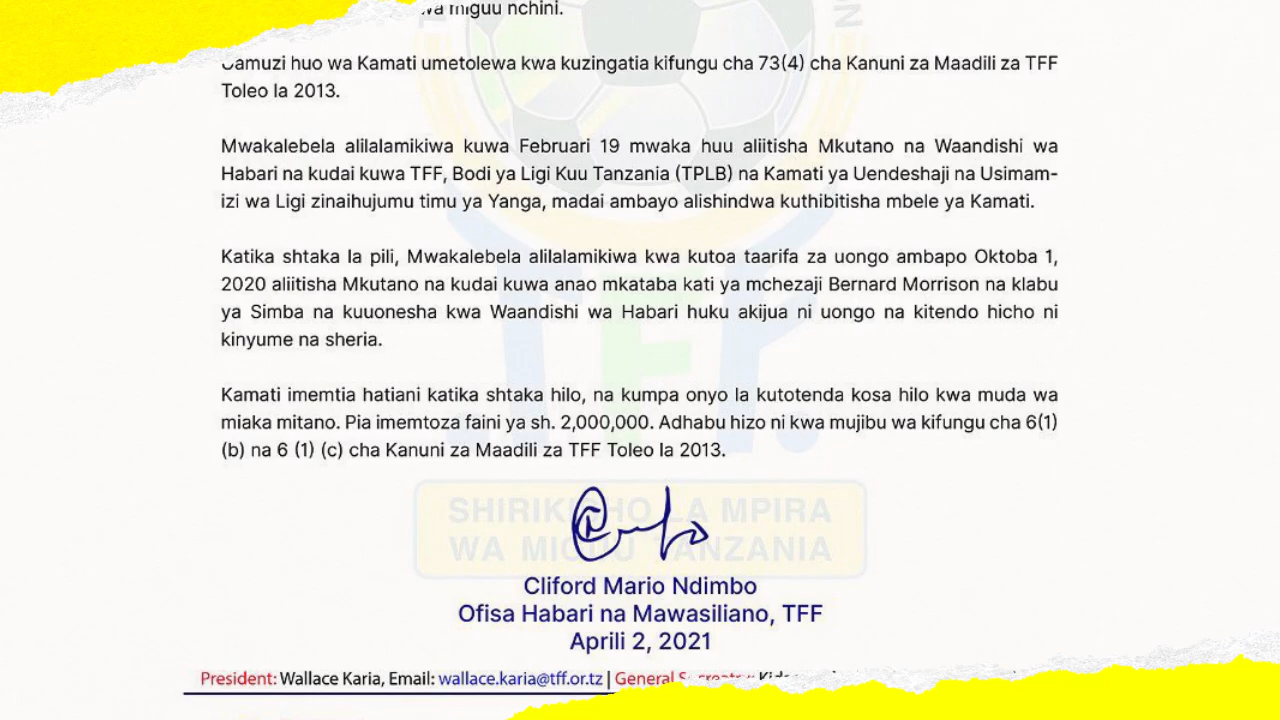 miguu nchini.
Uamuzi huo wa Kamati umetolewa kwa kuzingatia kifungu cha 73(4) cha Kanuni za Maadili za TFF
Toleo la 2013.
Mwakalebela alilalamikiwa kuwa Februari 19 mwaka huu aliitisha Mkutano na Waandishi wa
Habari na kudai kuwa TFF, Bodi ya Ligi Kuu Tanzania (TPLB) na Kamati ya Uendeshaji na Usimam-
izi wa Ligi zinaihujumu timu ya Yanga, madai ambayo alishindwa kuthibitisha mbele ya Kamati.
Katika shtaka la pili, Mwakalebela alilalamikiwa kwa kutoa taarifa za uongo ambapo Oktoba 1,
2020 aliitisha Mkutano na kudai kuwa anao mkataba kati ya mchezaji Bernard Morrison na klabu
ya Simba na kuuonesha kwa Waandishi wa Habari huku akijua ni uongo na kitendo hicho ni
kinyume na sheria.
Kamati imemtia hatiani katika shtaka hilo, na kumpa onyo la kutotenda kosa hilo kwa muda wa
miaka mitano. Pia imemtoza faini ya sh. 2,000,000. Adhabu hizo ni kwa mujibu wa kifungu cha 6(1)
(b) na 6 (1) (c) cha Kanuni za Maadili za TFF Toleo la 2013.
TFF
SHIRIKISHO LA MPIRA
WA MIGUU TANZANIA
Cliford Mario Ndimbo
Ofisa Habari na Mawasiliano, TFF
Aprili 2, 2021
President: Wallace Karia, Email: wallace.karia@tff.or.tz | General